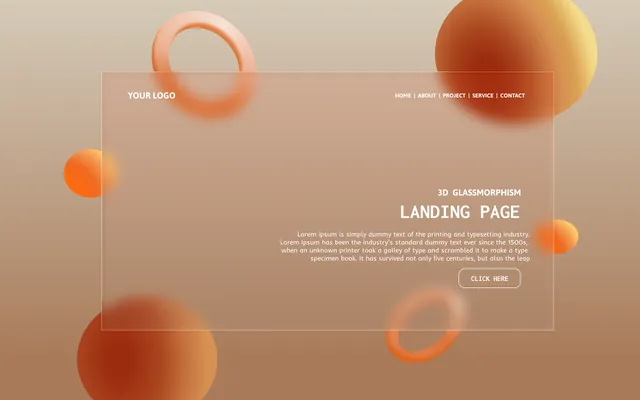 YOUR LOGO
HOME | ABOUT | PROJECT | SERVICE | CONTACT
3D GLASSMORPHISM
LANDING PAGE
Lorem Ipsum is simply dummy text of the printing and typesetting industry.
Lorem Ipsum has been the industry's standard dummy text ever since the 1500s,
when an unknown printer took a galley of type and scrambled it to make a type
specimen book. It has survived not only five centuries, but also the leap
CLICK HERE